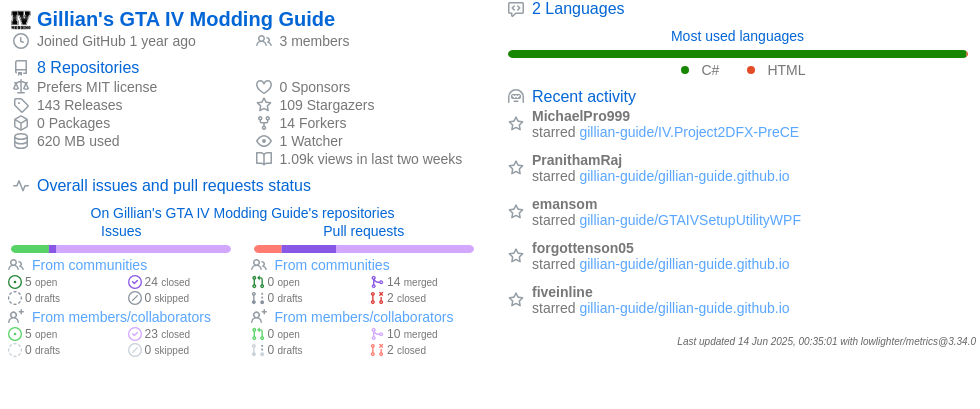 IV
Gillian's GTA IV Modding Guide
Joined GitHub 1 year ago
3 members
8 Repositories
Prefers MIT license
143 Releases
0 Packages
620 MB used
0 Sponsors
109 Stargazers
14 Forkers
1 Watcher
1.09k views in last two weeks
Overall issues and pull requests status
On Gillian's GTA IV Modding Guide's repositories
Issues
From communities
5 open
24 closed
0 drafts
0 skipped
From members/collaborators
5 open
23 closed
0 drafts
0 skipped
Pull requests
From communities
0 open
14 merged
0 drafts
2 closed
From members/collaborators
0 open
10 merged
0 drafts
2 closed
2 Languages
Most used languages
C#
HTML
Recent activity
MichaelPro999
starred gillian-guide/IV.Project2DFX-PreCE
PranithamRaj
starred gillian-guide/gillian-guide.github.io
emansom
starred gillian-guide/GTAIVSetupUtilityWPF
forgottenson05
starred gillian-guide/gillian-guide.github.io
fiveinline
starred gillian-guide/gillian-guide.github.io
Last updated 14 Jun 2025, 00:35:01 with lowlighter/metrics@3.34.0